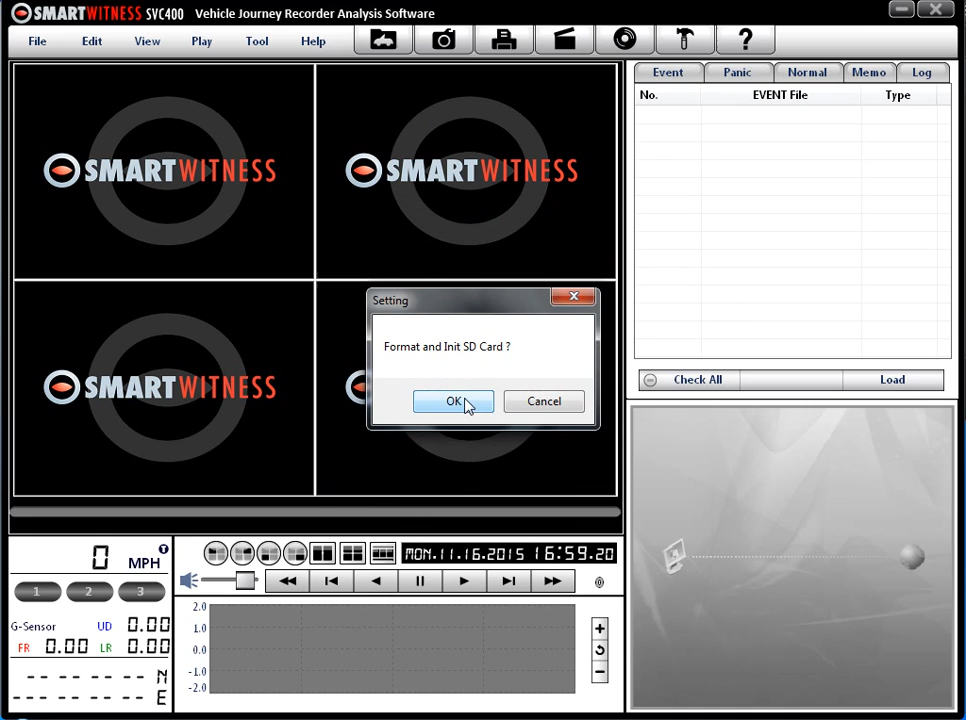 SMARTWITNESS SVC400 Vehicle Journey Recorder Analysis Software
File Edit View Play Tool Help ?
SMARTWITNESS
SMARTWITNESS
SMARTWITNESS
Setting
Format and Init SD Card ?
OK Cancel
Event Panic Normal Memo Log
No. EVENT File Type
Check All Load
0 MPH T
1 2 3
G-Sensor UD 0.00
FR 0.00 LR 0.00
-- -- -- -- -- N
-- -- -- -- -- E
MON.11.16.2015 16:59.20
2.0
1.0
0.0
-1.0
-2.0